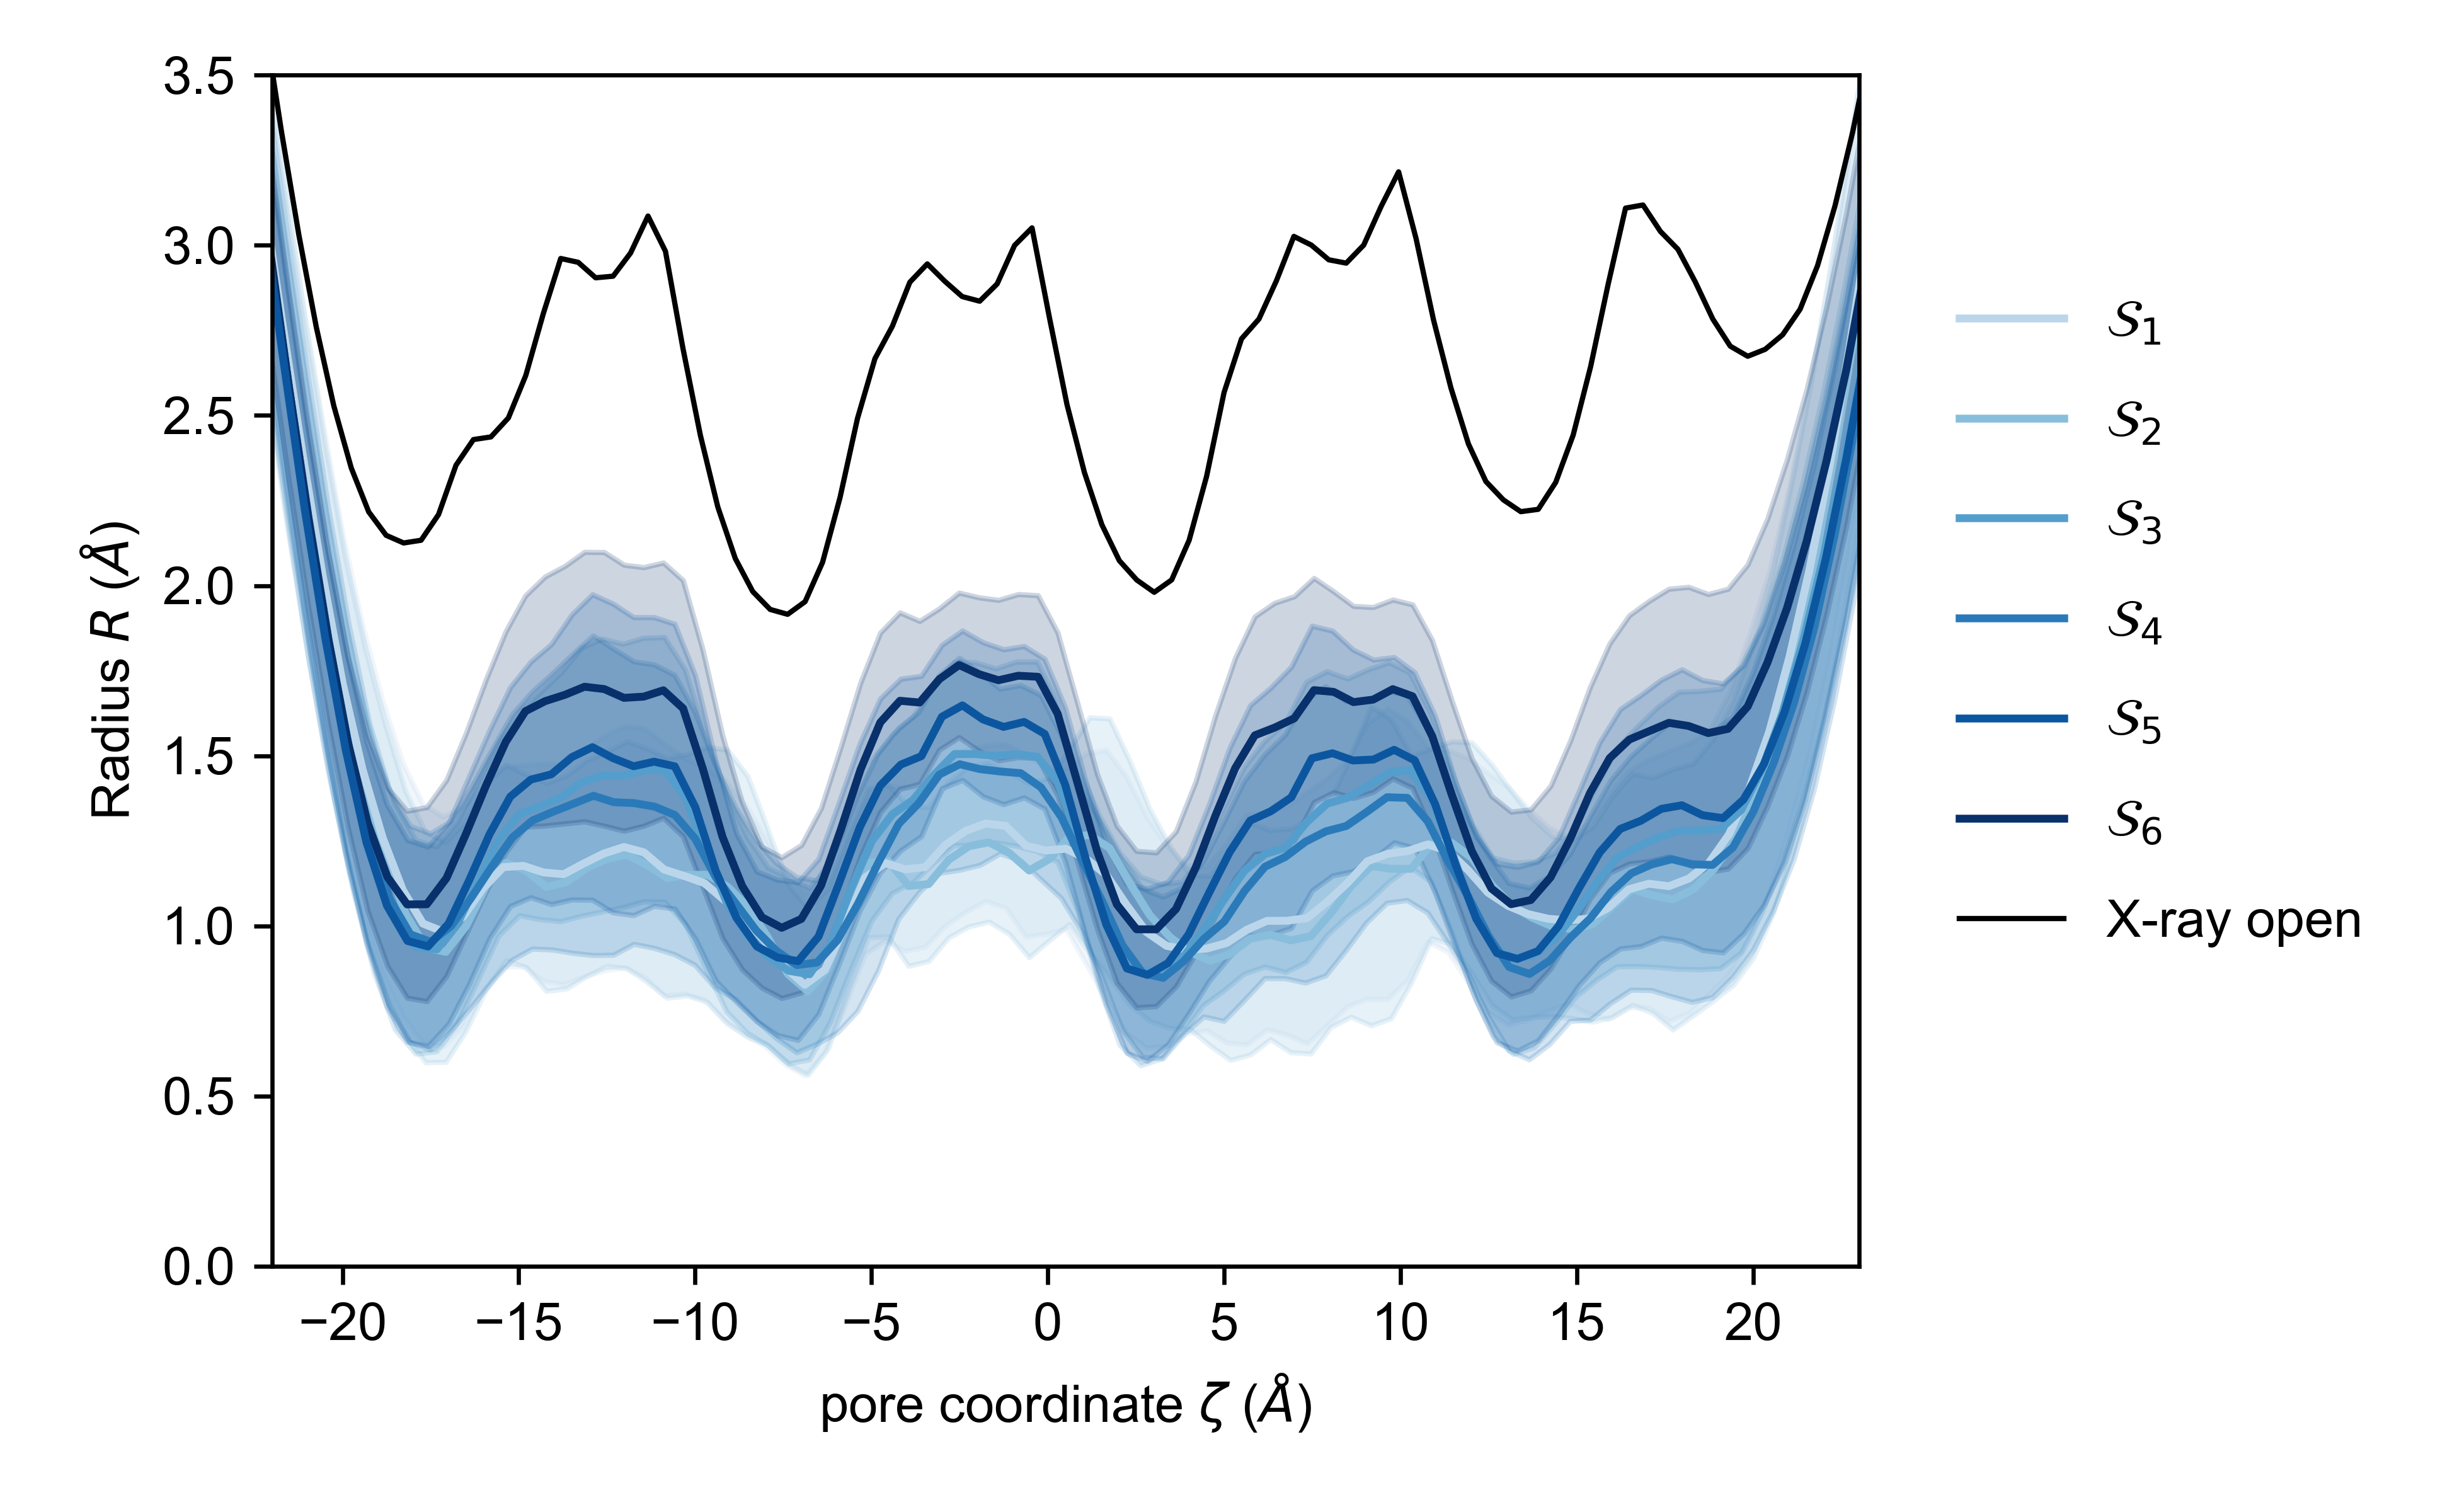 3.5
3.0
2.5
2.0
1.5
1.0
0.5
0.0
Radius R (Å)
−20 −15 −10 −5 0 5 10 15 20
pore coordinate ζ (Å)
𝒮1
𝒮2
𝒮3
𝒮4
𝒮5
𝒮6
X-ray open